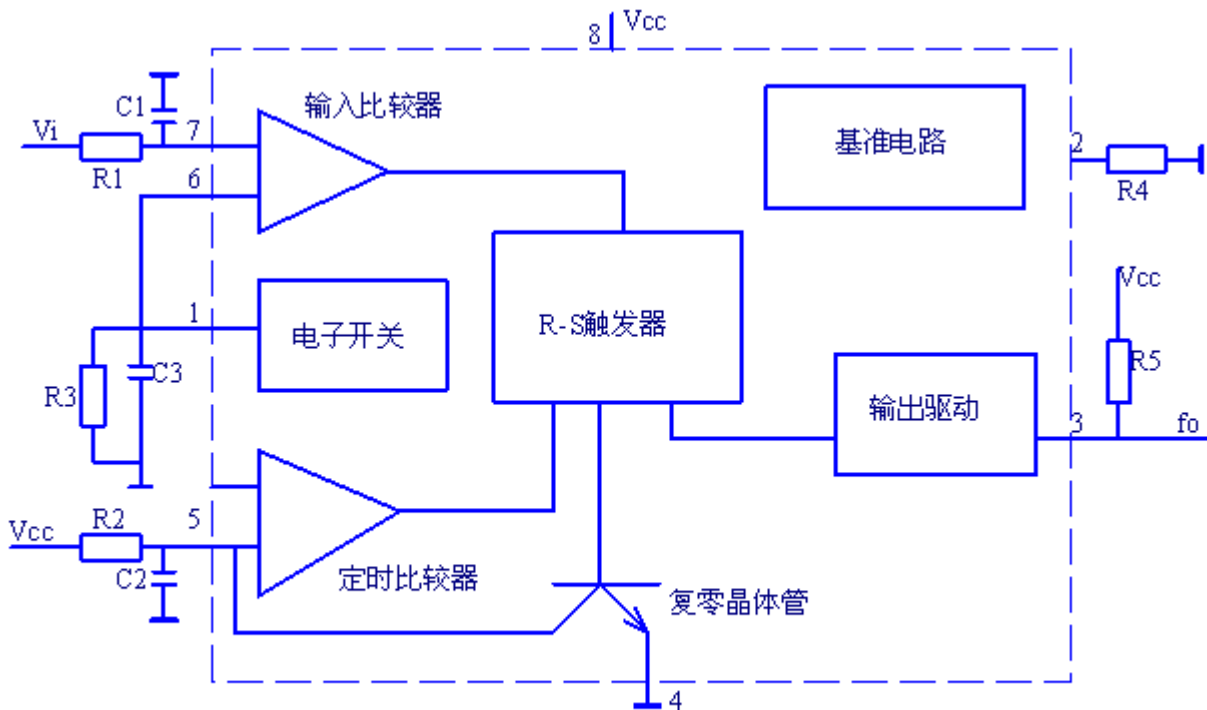 8
Vcc
C1
输入比较器
Vi
7
基准电路
2
R1
6
R4
Vcc
1
R-S触发器
电子开关
R3
C3
R5
输出驱动
3
fo
5
Vcc
R2
C2
定时比较器
复零晶体管
4